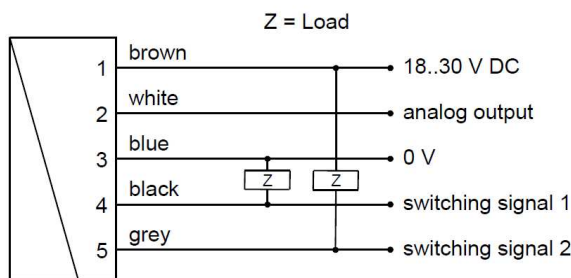 Z = Load
1 brown 18..30 V DC
2 white analog output
3 blue 0 V
Z Z
4 black switching signal 1
5 grey switching signal 2